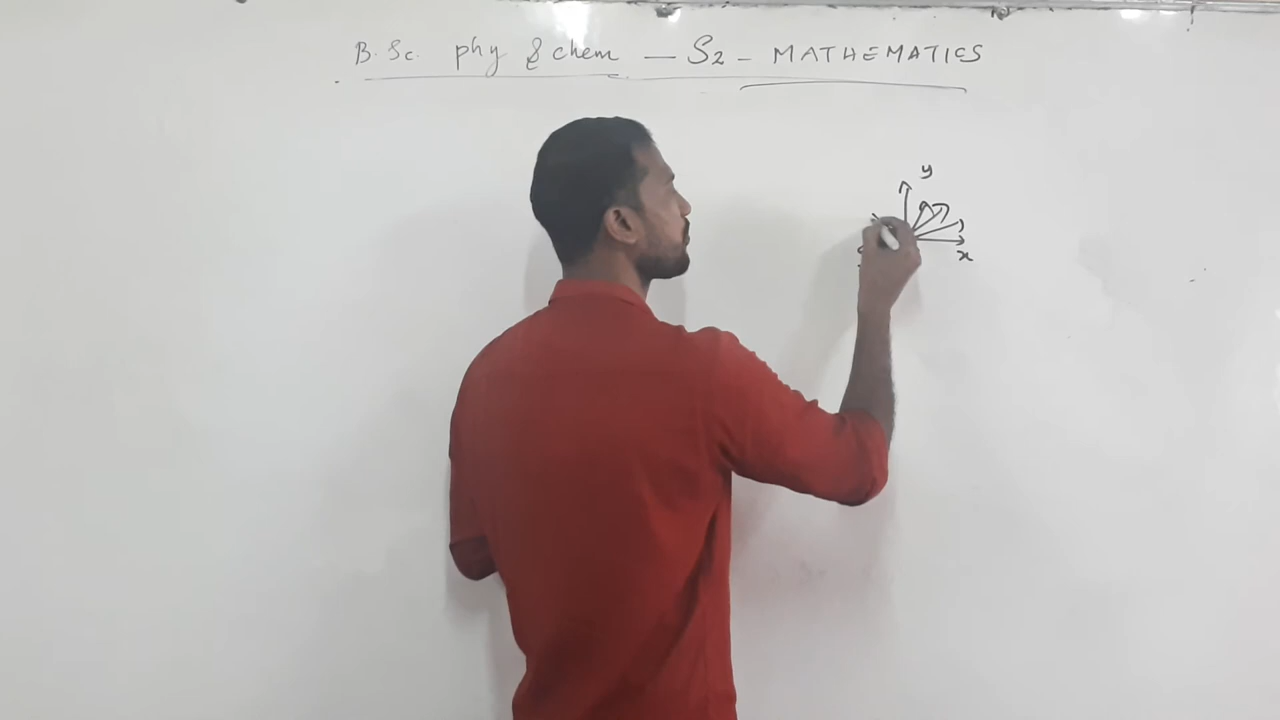 B.Sc. phy & chem — S2 - MATHEMATICS
y
x